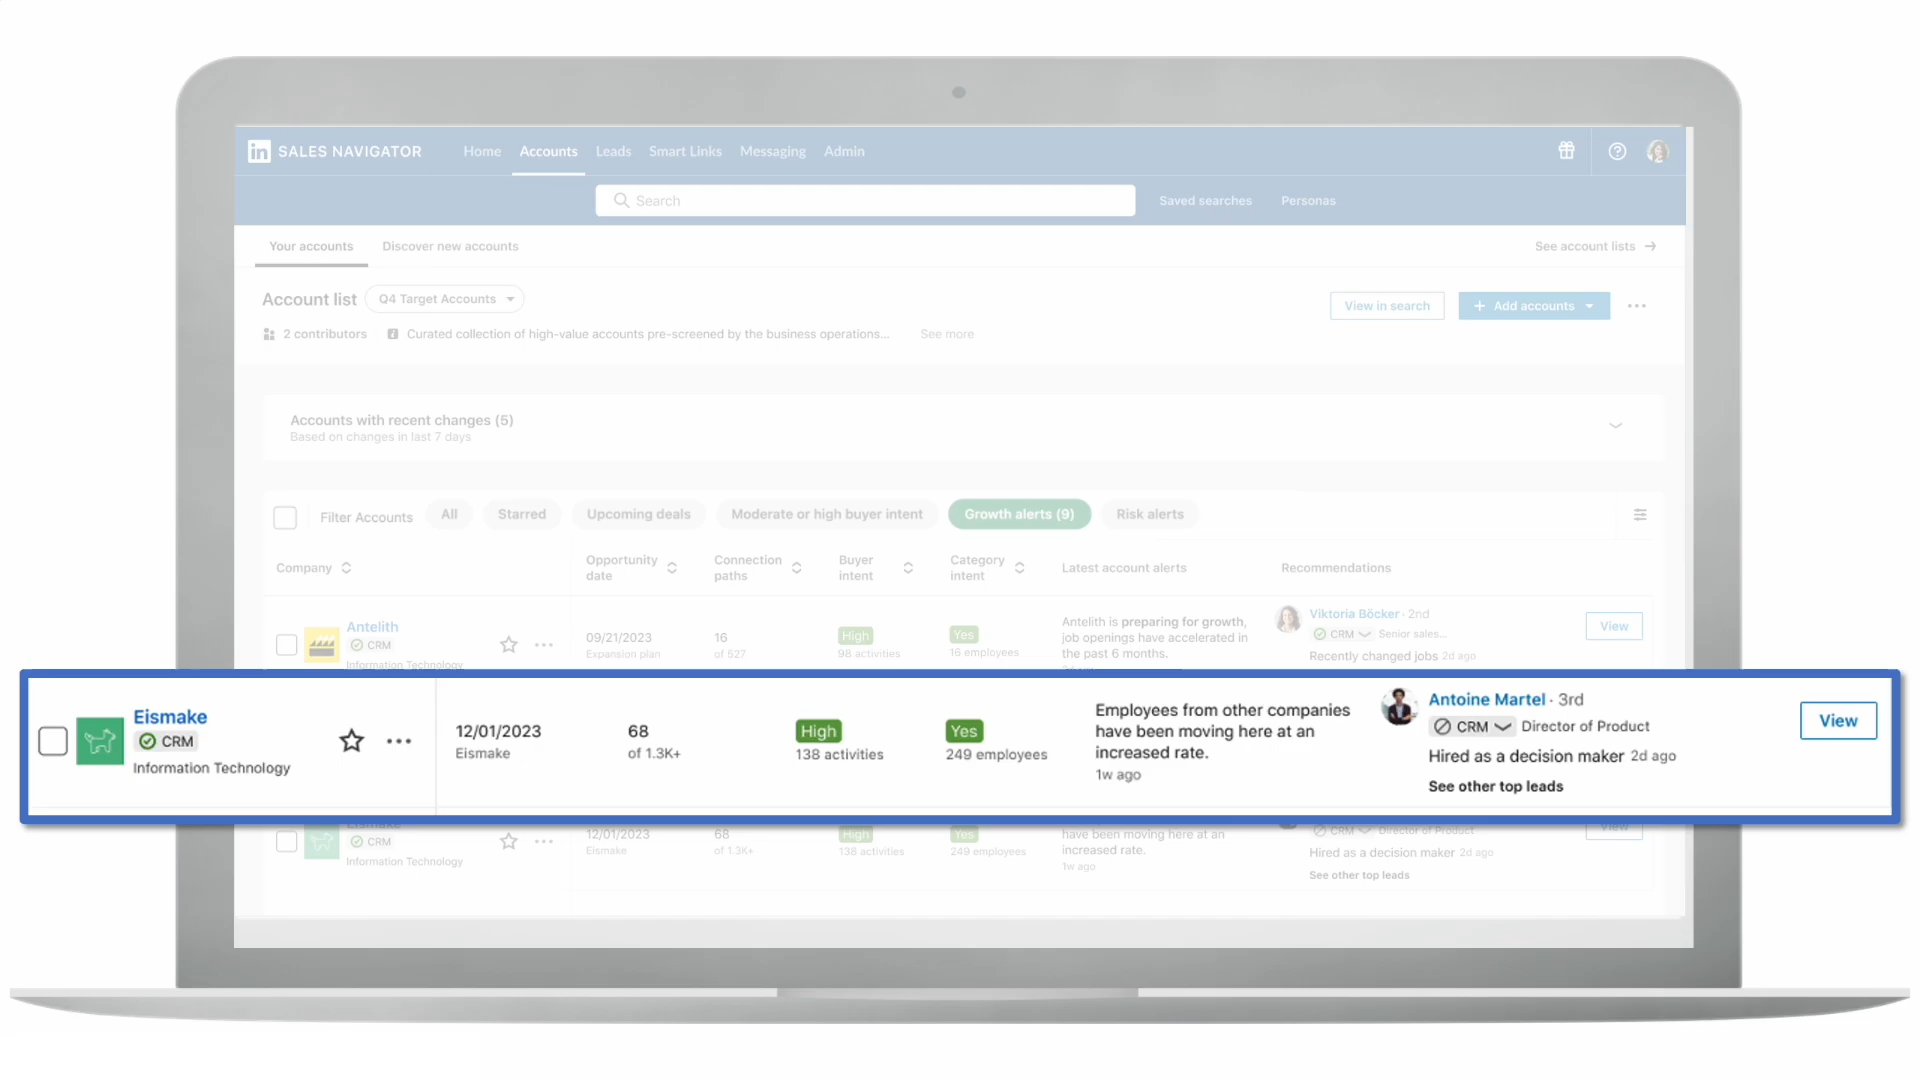 in SALES NAVIGATOR Home Accounts Leads Smart Links Messaging Admin
Search Saved searches Personas
Your accounts Discover new accounts See account lists →
Account list Q4 Target Accounts View in search + Add accounts
2 contributors Curated collection of high-value accounts pre-screened by the business operations... See more
Accounts with recent changes (5)
Based on changes in last 7 days
Filter Accounts All Starred Upcoming deals Moderate or high buyer intent Growth alerts (9) Risk alerts
Company Opportunity date Connection paths Buyer intent Category intent Latest account alerts Recommendations
Antelith
CRM
Information Technology
09/21/2023
Expansion plan
16
of 527
High
98 activities
Yes
16 employees
Antelith is preparing for growth,
job openings have accelerated in
the past 6 months.
Viktoria Böcker · 2nd
CRM Senior sales...
Recently changed jobs 2d ago
View
Eismake
CRM
Information Technology
12/01/2023
Eismake
68
of 1.3K+
High
138 activities
Yes
249 employees
Employees from other companies
have been moving here at an
increased rate.
1w ago
Antoine Martel · 3rd
CRM Director of Product
Hired as a decision maker 2d ago
See other top leads
View
Eismake
CRM
Information Technology
12/01/2023
Eismake
68
of 1.3K+
High
138 activities
Yes
249 employees
have been moving here at an
increased rate.
1w ago
CRM Director of Product
Hired as a decision maker 2d ago
See other top leads
View